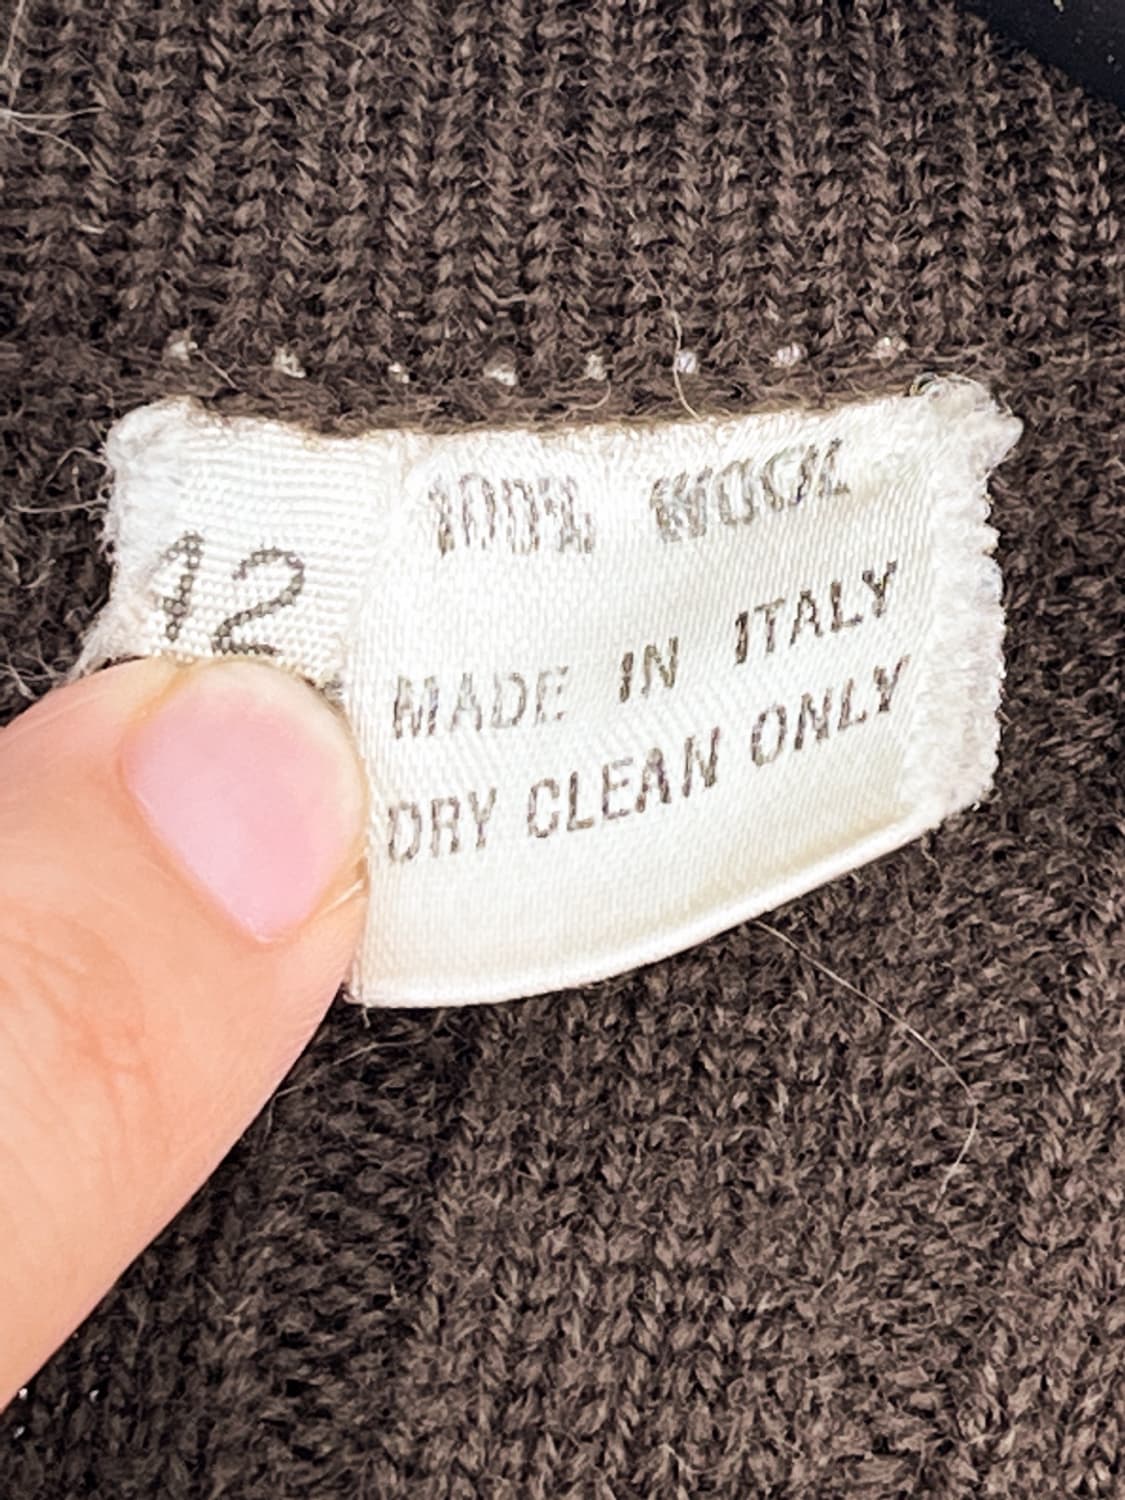 12
100% WOOL
MADE IN ITALY
DRY CLEAN ONLY